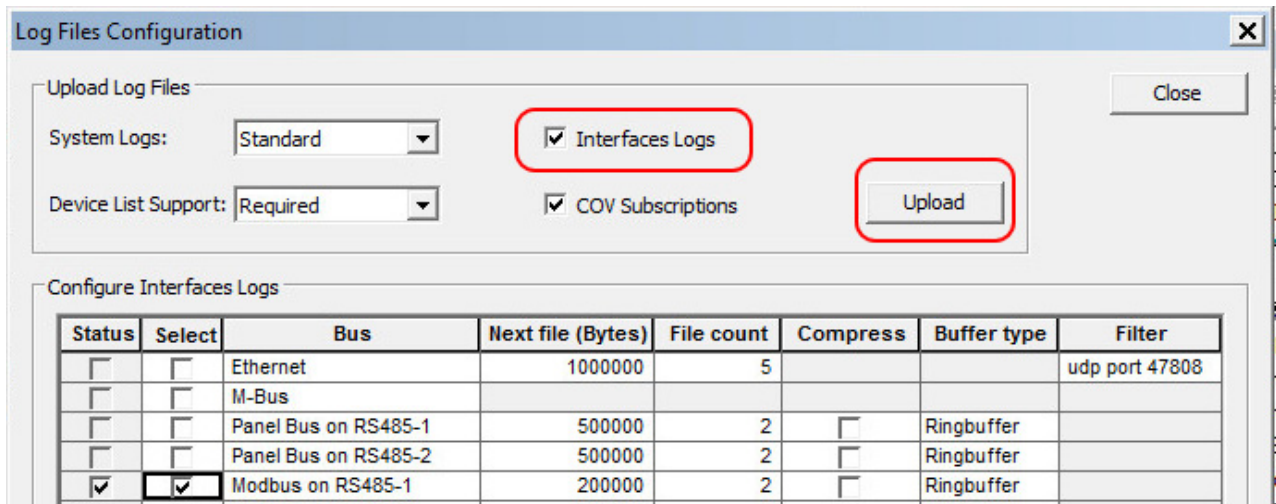 Log Files Configuration
Upload Log Files
Close
System Logs: Standard Interfaces Logs
Device List Support: Required COV Subscriptions Upload
Configure Interfaces Logs
Status Select Bus Next file (Bytes) File count Compress Buffer type Filter
Ethernet 1000000 5 udp port 47808
M-Bus
Panel Bus on RS485-1 500000 2 Ringbuffer
Panel Bus on RS485-2 500000 2 Ringbuffer
Modbus on RS485-1 200000 2 Ringbuffer